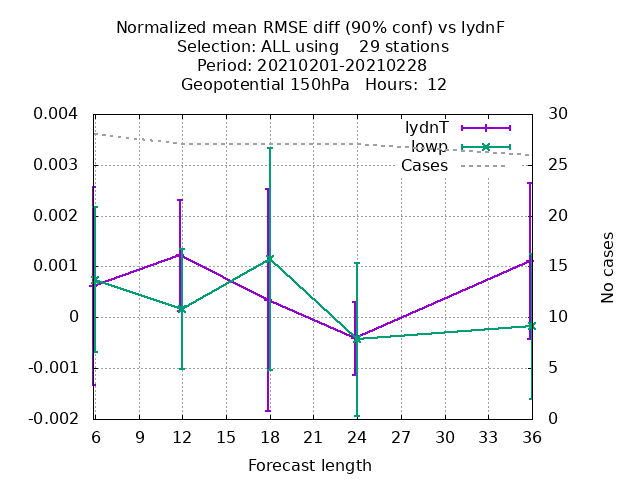 Normalized mean RMSE diff (90% conf) vs lydnF
Selection: ALL using    29 stations
Period: 20210201-20210228
Geopotential 150hPa   Hours:  12
0.004
0.003
0.002
0.001
0
-0.001
-0.002
30
25
20
15
10
5
0
lydnT
lowp
Cases
No cases
6 9 12 15 18 21 24 27 30 33 36
Forecast length